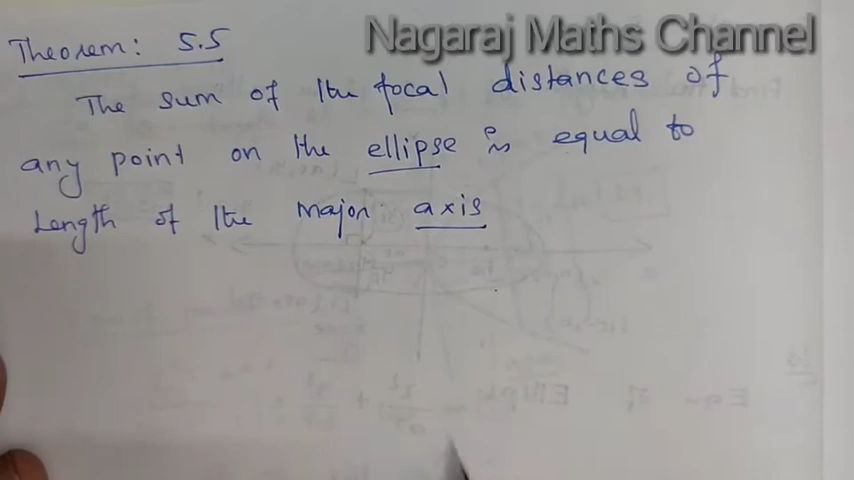 Nagaraj Maths Channel
Theorem: 5.5
The sum of the focal distances of
any point on the ellipse is equal to
Length of the major axis